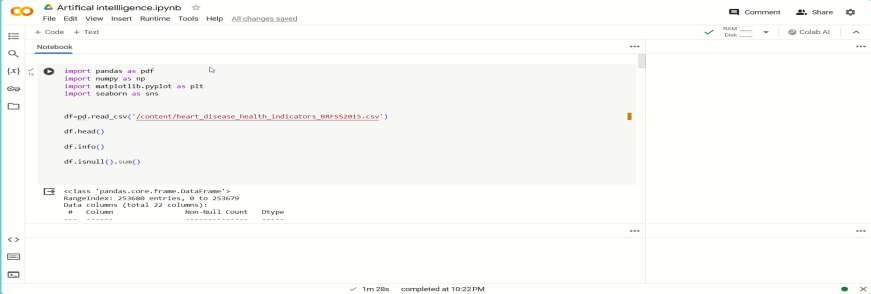 Artifical intellligence.ipynb
File Edit View Insert Runtime Tools Help All changes saved
Comment Share
+ Code + Text
RAM
Disk
Colab AI
Notebook
import pandas as pdf
import numpy as np
import matplotlib.pyplot as plt
import seaborn as sns
df=pd.read_csv('/content/heart_disease_health_indicators_BRFSS2015.csv')
df.head()
df.info()
df.isnull().sum()
<class 'pandas.core.frame.DataFrame'>
RangeIndex: 253680 entries, 0 to 253679
Data columns (total 22 columns):
# Column Non-Null Count Dtype
--- ------ -------------- -----
1m 28s completed at 10:22 PM